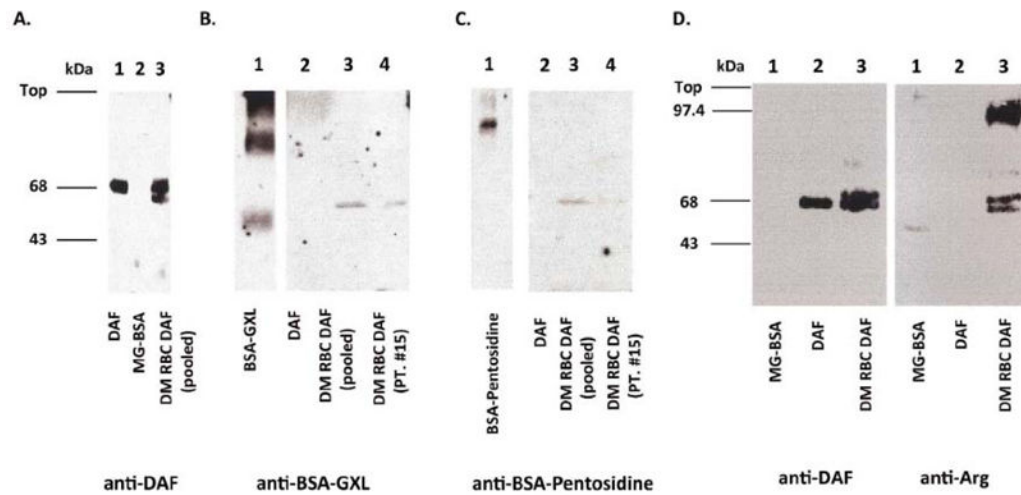 A.
kDa
1 2 3
Top
68
43
DAF
MG-BSA
DM RBC DAF
(pooled)
anti-DAF
B.
1 2 3 4
BSA-GXL
DAF
DM RBC DAF
(pooled)
DM RBC DAF
(PT. #15)
anti-BSA-GXL
C.
1 2 3 4
BSA-Pentosidine
DAF
DM RBC DAF
(pooled)
DM RBC DAF
(PT. #15)
anti-BSA-Pentosidine
D.
kDa
1 2 3 1 2 3
Top
97.4
68
43
MG-BSA
DAF
DM RBC DAF
MG-BSA
DAF
DM RBC DAF
anti-DAF
anti-Arg